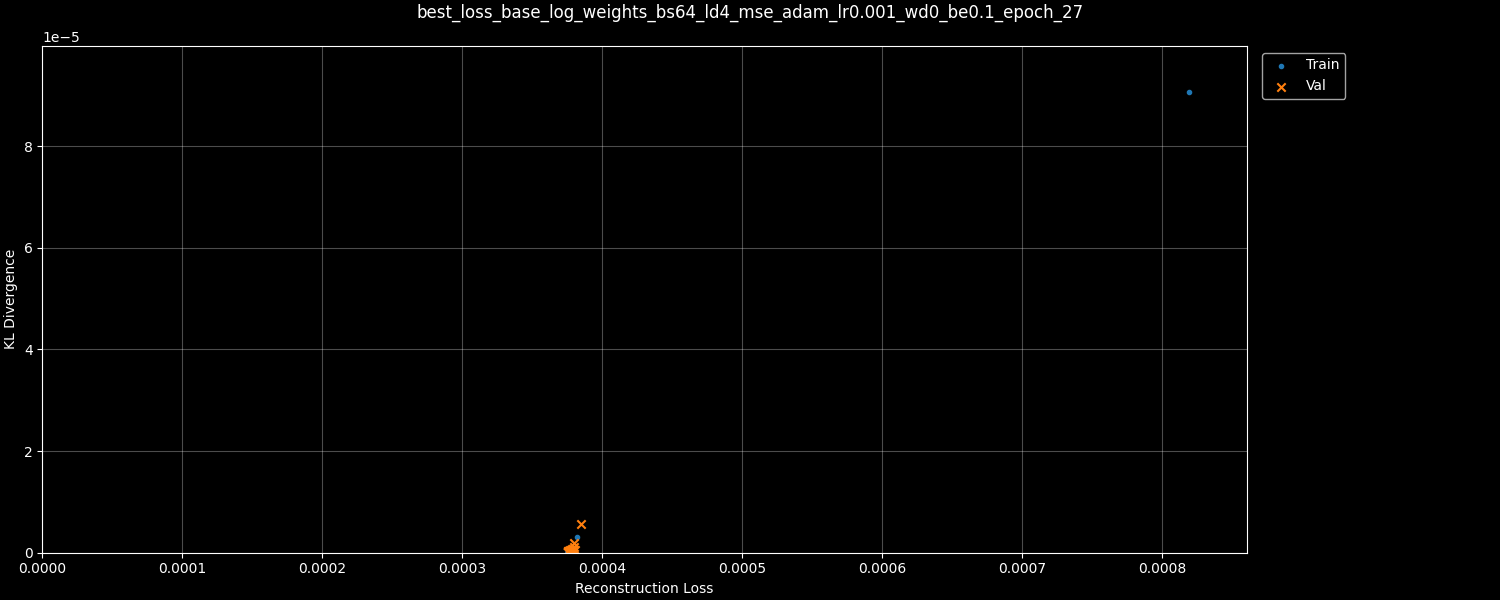 best_loss_base_log_weights_bs64_ld4_mse_adam_lr0.001_wd0_be0.1_epoch_27
1e−5
Train
Val
8
6
4
2
0
KL Divergence
0.0000 0.0001 0.0002 0.0003 0.0004 0.0005 0.0006 0.0007 0.0008
Reconstruction Loss